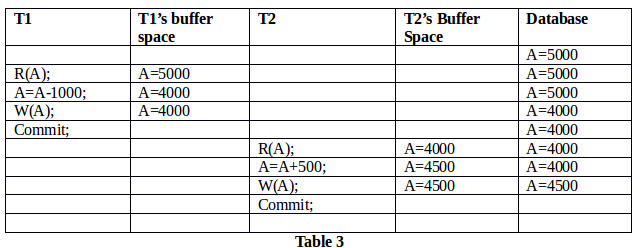 T1 T1's buffer space T2 T2's Buffer Space Database
A=5000
R(A); A=5000 A=5000
A=A-1000; A=4000 A=5000
W(A); A=4000 A=4000
Commit; A=4000
R(A); A=4000 A=4000
A=A+500; A=4500 A=4000
W(A); A=4500 A=4500
Commit;
Table 3